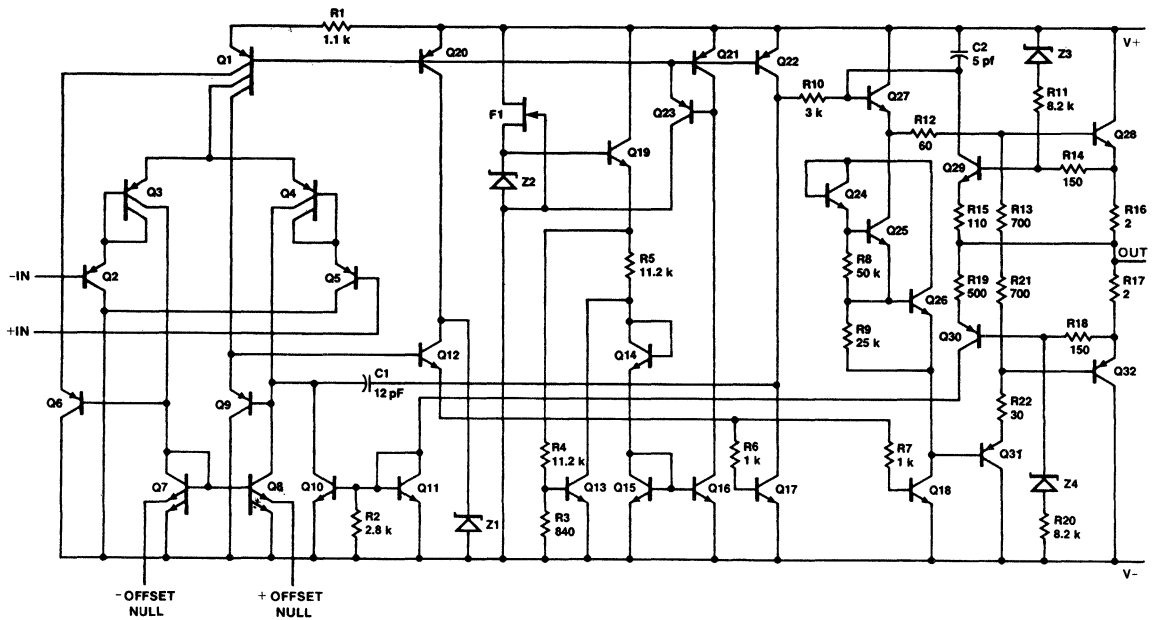 R1
1.1 k
V+
Q1
Q20
Q21
Q22
C2
5 pf
Z3
R10
3 k
Q27
R11
8.2 k
F1
Q23
R12
60
Q28
Q19
Z2
Q29
R14
150
Q3
Q4
Q24
R15
110
R13
700
R16
2
Q25
OUT
R5
11.2 k
R8
50 k
-IN
Q2
Q5
Q26
R19
500
R21
700
R17
2
+IN
R9
25 k
Q30
R18
150
Q12
Q14
Q32
C1
12 pF
Q6
Q9
R22
30
R4
11.2 k
R6
1 k
R7
1 k
Q31
Q7
Q8
Q10
Q11
Q13
Q15
Q16
Q17
Q18
Z4
R2
2.8 k
Z1
R3
840
R20
8.2 k
V-
- OFFSET
NULL
+ OFFSET
NULL